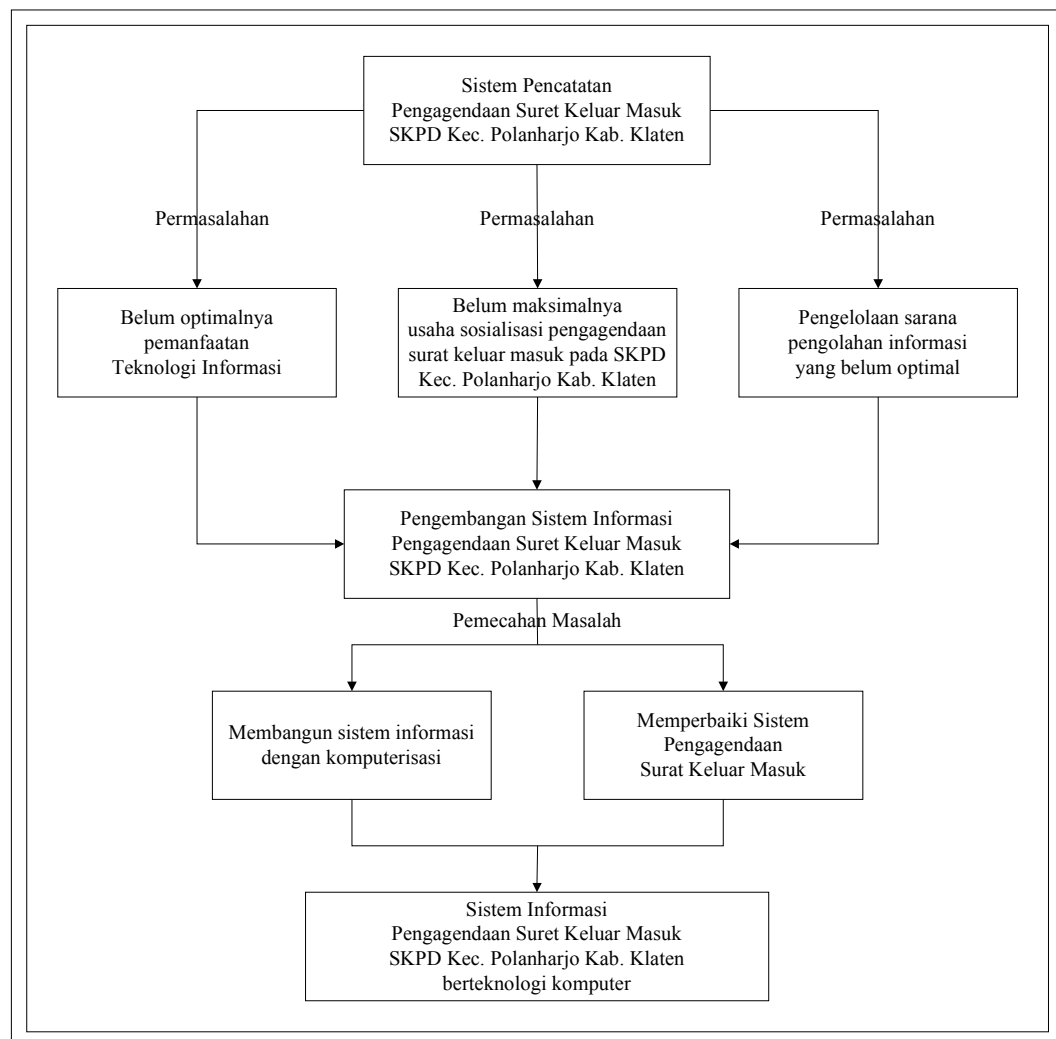 Sistem Pencatatan
Pengagendaan Suret Keluar Masuk
SKPD Kec. Polanharjo Kab. Klaten
Permasalahan
Permasalahan
Permasalahan
Belum optimalnya
pemanfaatan
Teknologi Informasi
Belum maksimalnya
usaha sosialisasi pengagendaan
surat keluar masuk pada SKPD
Kec. Polanharjo Kab. Klaten
Pengelolaan sarana
pengolahan informasi
yang belum optimal
Pengembangan Sistem Informasi
Pengagendaan Suret Keluar Masuk
SKPD Kec. Polanharjo Kab. Klaten
Pemecahan Masalah
Membangun sistem informasi
dengan komputerisasi
Memperbaiki Sistem
Pengagendaan
Surat Keluar Masuk
Sistem Informasi
Pengagendaan Suret Keluar Masuk
SKPD Kec. Polanharjo Kab. Klaten
berteknologi komputer